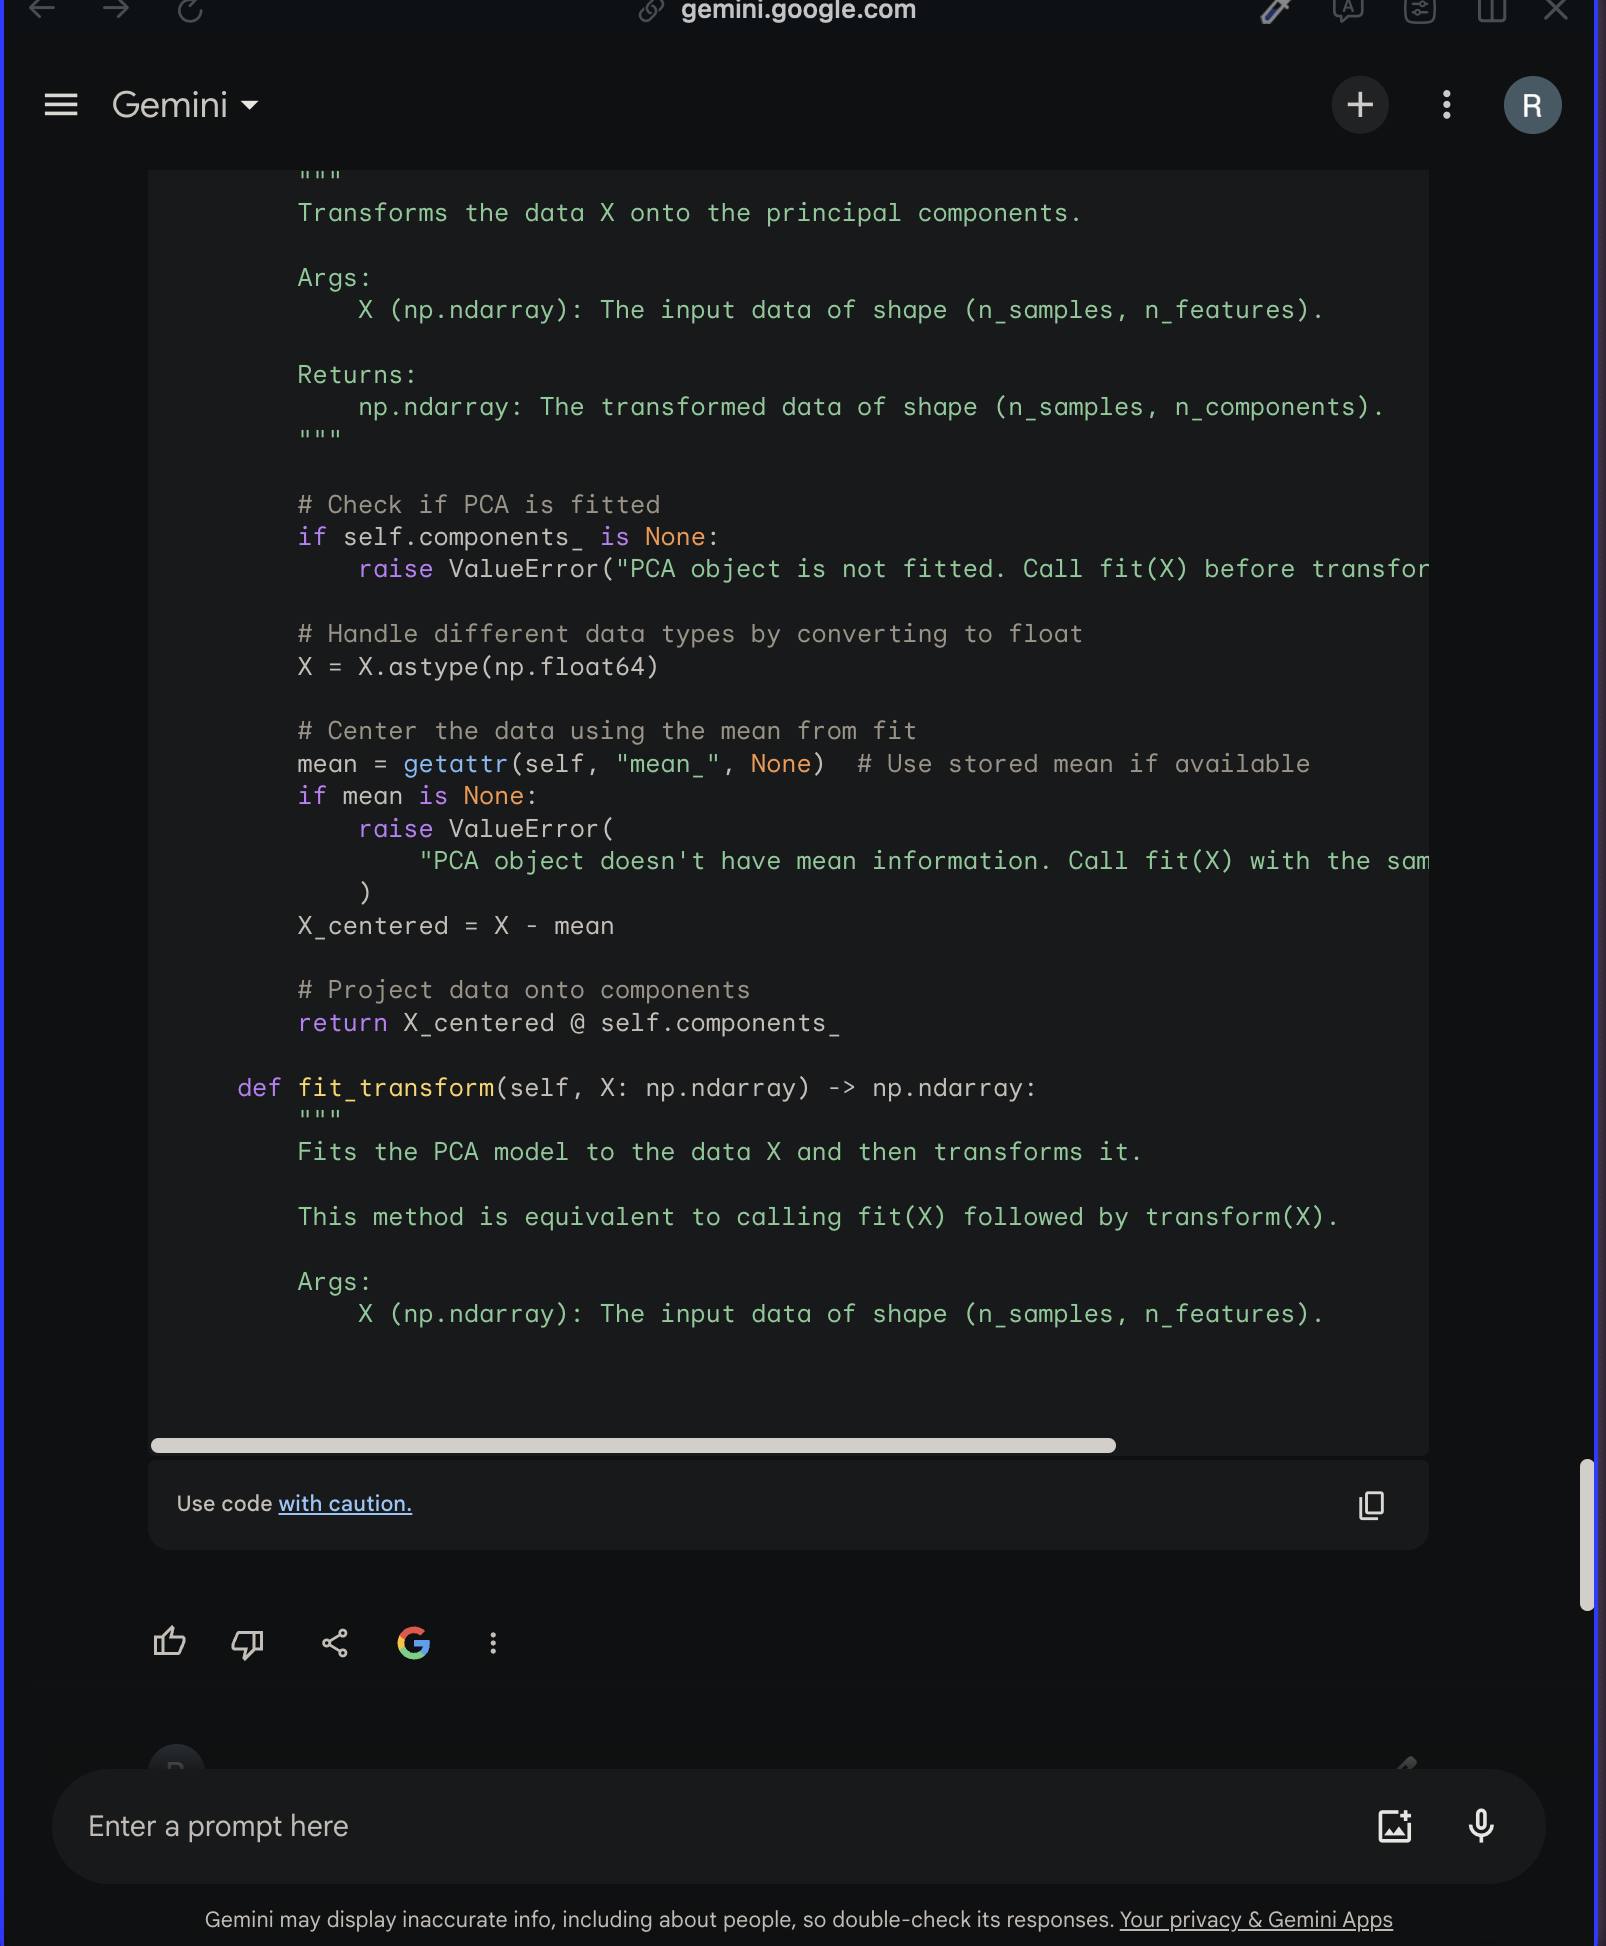 gemini.google.com
Gemini
R
"""
Transforms the data X onto the principal components.
Args:
X (np.ndarray): The input data of shape (n_samples, n_features).
Returns:
np.ndarray: The transformed data of shape (n_samples, n_components).
"""
# Check if PCA is fitted
if self.components_ is None:
raise ValueError("PCA object is not fitted. Call fit(X) before transfor
# Handle different data types by converting to float
X = X.astype(np.float64)
# Center the data using the mean from fit
mean = getattr(self, "mean_", None)  # Use stored mean if available
if mean is None:
raise ValueError(
"PCA object doesn't have mean information. Call fit(X) with the sam
)
X_centered = X - mean
# Project data onto components
return X_centered @ self.components_
def fit_transform(self, X: np.ndarray) -> np.ndarray:
"""
Fits the PCA model to the data X and then transforms it.
This method is equivalent to calling fit(X) followed by transform(X).
Args:
X (np.ndarray): The input data of shape (n_samples, n_features).
Use code with caution.
Enter a prompt here
Gemini may display inaccurate info, including about people, so double-check its responses. Your privacy & Gemini Apps